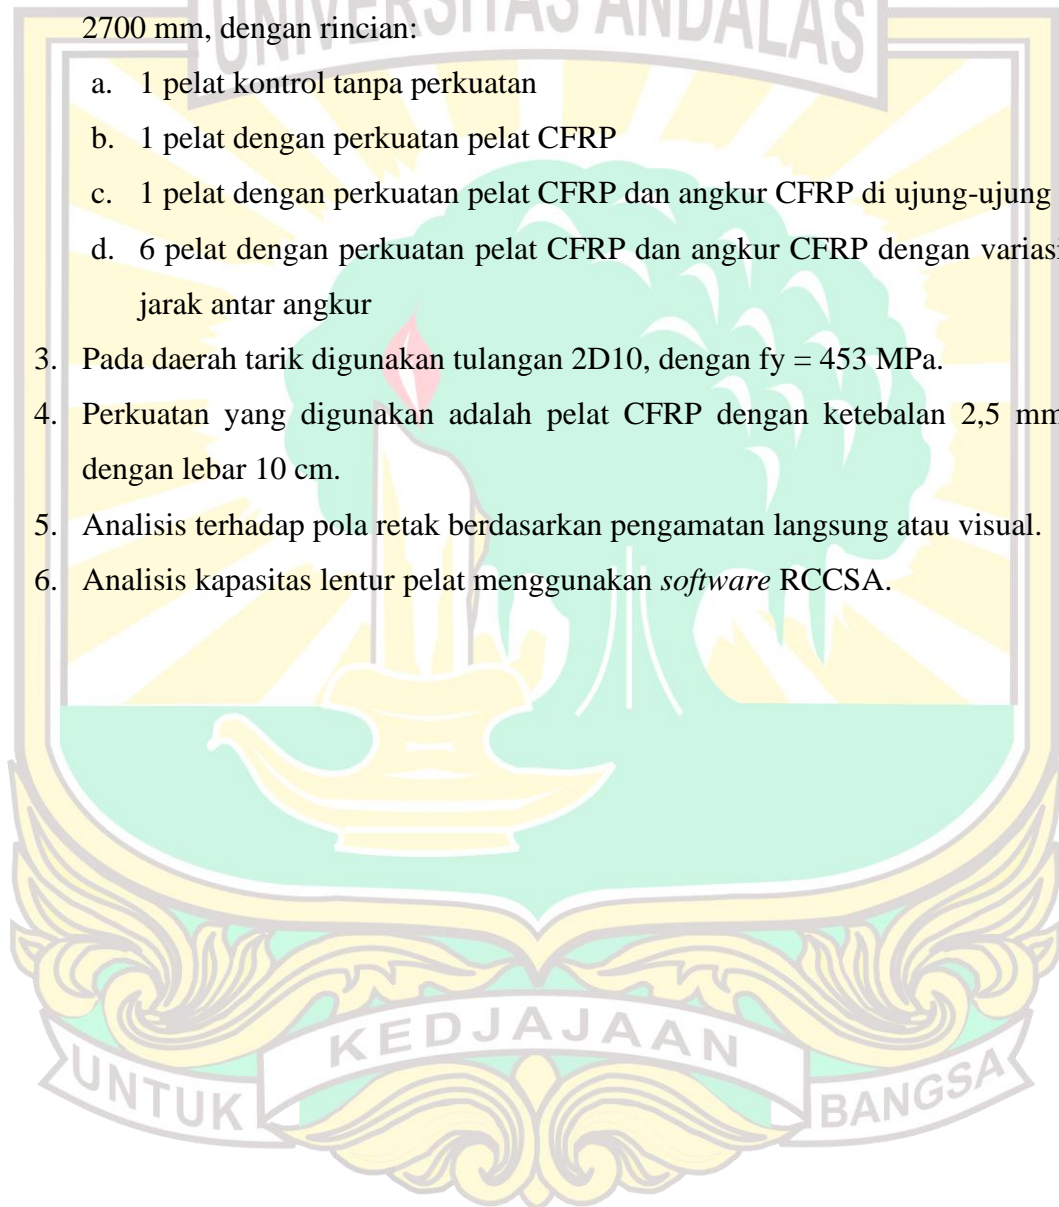 UNIVERSITAS ANDALAS
2700 mm, dengan rincian:
a. 1 pelat kontrol tanpa perkuatan
b. 1 pelat dengan perkuatan pelat CFRP
c. 1 pelat dengan perkuatan pelat CFRP dan angkur CFRP di ujung-ujung
d. 6 pelat dengan perkuatan pelat CFRP dan angkur CFRP dengan variasi
jarak antar angkur
3. Pada daerah tarik digunakan tulangan 2D10, dengan fy = 453 MPa.
4. Perkuatan yang digunakan adalah pelat CFRP dengan ketebalan 2,5 mm
dengan lebar 10 cm.
5. Analisis terhadap pola retak berdasarkan pengamatan langsung atau visual.
6. Analisis kapasitas lentur pelat menggunakan software RCCSA.
UNTUK KEDJAJAAN BANGSA